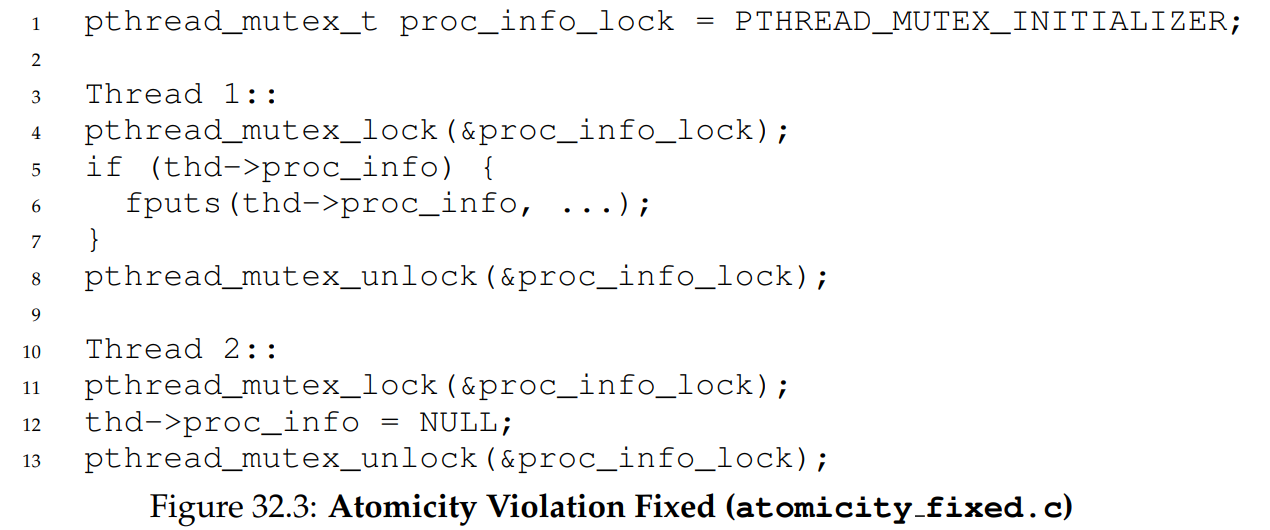 1 pthread_mutex_t proc_info_lock = PTHREAD_MUTEX_INITIALIZER;
2
3 Thread 1::
4 pthread_mutex_lock(&proc_info_lock);
5 if (thd->proc_info) {
6   fputs(thd->proc_info, ...);
7 }
8 pthread_mutex_unlock(&proc_info_lock);
9
10 Thread 2::
11 pthread_mutex_lock(&proc_info_lock);
12 thd->proc_info = NULL;
13 pthread_mutex_unlock(&proc_info_lock);
Figure 32.3: Atomicity Violation Fixed (atomicity_fixed.c)